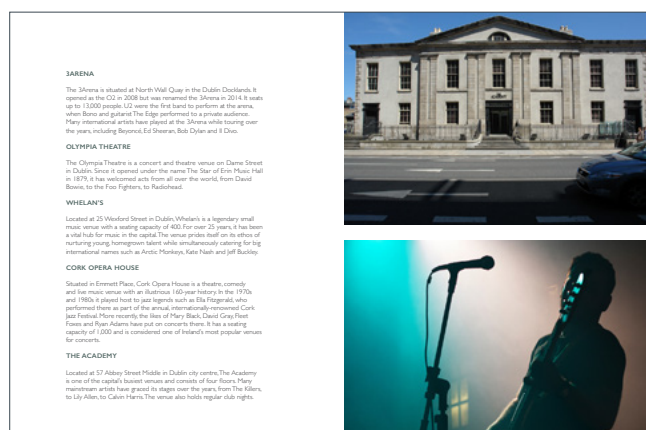 3ARENA
The 3Arena is situated at North Wall Quay in the Dublin Docklands. It
opened as the O2 in 2008 but was renamed the 3Arena in 2014. It seats
up to 13,000 people. U2 were the first band to perform at the arena,
when Bono and guitarist The Edge performed to a private audience.
Many international artists have played at the 3Arena while touring over
the years, including Beyoncé, Ed Sheeran, Bob Dylan and Il Divo.
OLYMPIA THEATRE
The Olympia Theatre is a concert and theatre venue on Dame Street
in Dublin. Since it opened under the name The Star of Erin Music Hall
in 1879, it has welcomed acts from all over the world, from David
Bowie, to the Foo Fighters, to Radiohead.
WHELAN'S
Located at 25 Wexford Street in Dublin, Whelan's is a legendary small
music venue with a seating capacity of 400. For over 25 years, it has been
a vital hub for music in the capital. The venue prides itself on its ethos of
nurturing young, homegrown talent while simultaneously catering for big
international names such as Arctic Monkeys, Kate Nash and Jeff Buckley.
CORK OPERA HOUSE
Situated in Emmett Place, Cork Opera House is a theatre, comedy
and live music venue with an illustrious 160-year history. In the 1970s
and 1980s it played host to jazz legends such as Ella Fitzgerald, who
performed there as part of the annual, internationally-renowned Cork
Jazz Festival. More recently, the likes of Mary Black, David Gray, Fleet
Foxes and Ryan Adams have put on concerts there. It has a seating
capacity of 1,000 and is considered one of Ireland's most popular venues
for concerts.
THE ACADEMY
Located at 57 Abbey Street Middle in Dublin city centre, The Academy
is one of the capital's busiest venues and consists of four floors. Many
mainstream artists have graced its stages over the years, from The Killers,
to Lily Allen, to Calvin Harris. The venue also holds regular club nights.